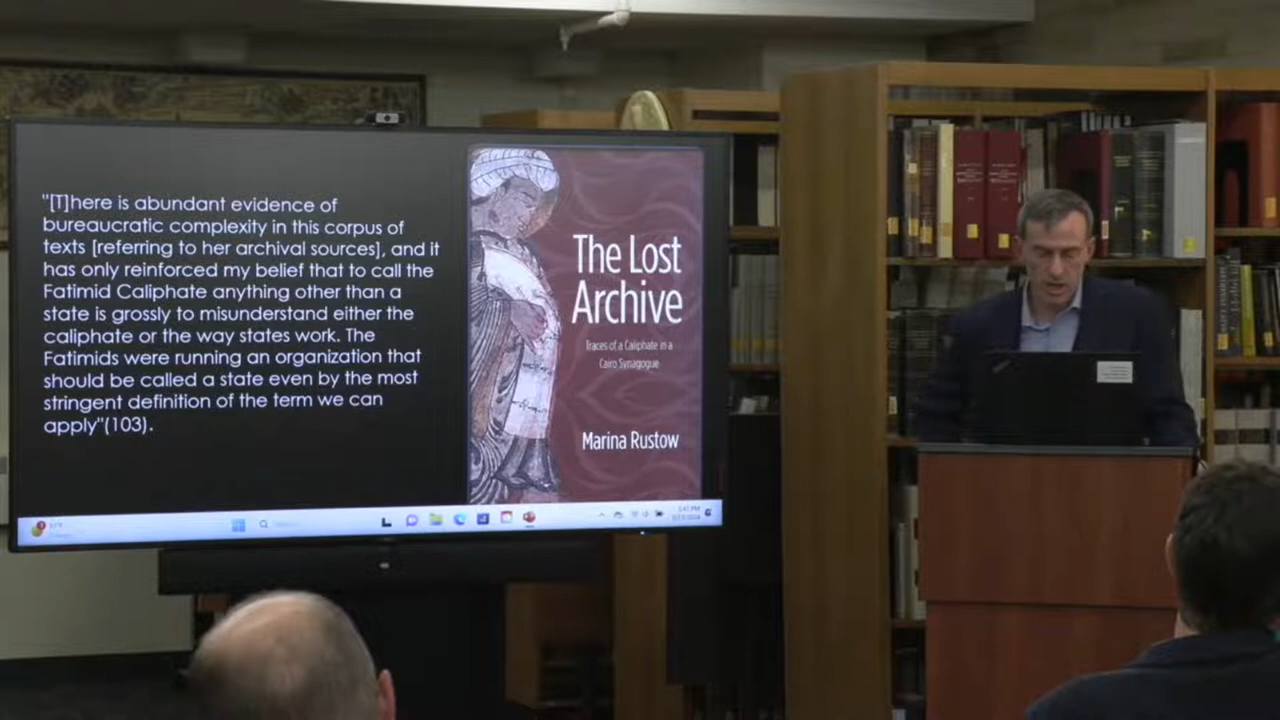 "[T]here is abundant evidence of
bureaucratic complexity in this corpus of
texts [referring to her archival sources], and it
has only reinforced my belief that to call the
Fatimid Caliphate anything other than a
state is grossly to misunderstand either the
caliphate or the way states work. The
Fatimids were running an organization that
should be called a state even by the most
stringent definition of the term we can
apply"(103).
The Lost
Archive
Traces of a Caliphate in a
Cairo Synagogue
Marina Rustow